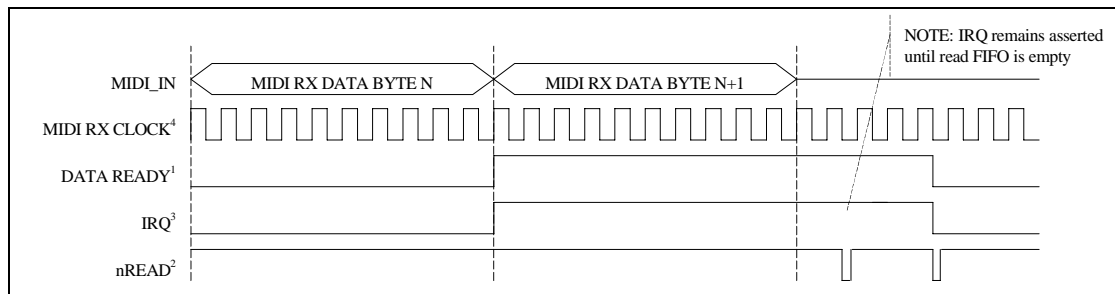 NOTE: IRQ remains asserted
until read FIFO is empty
MIDI_IN
MIDI RX DATA BYTE N
MIDI RX DATA BYTE N+1
MIDI RX CLOCK⁴
DATA READY¹
IRQ³
nREAD²